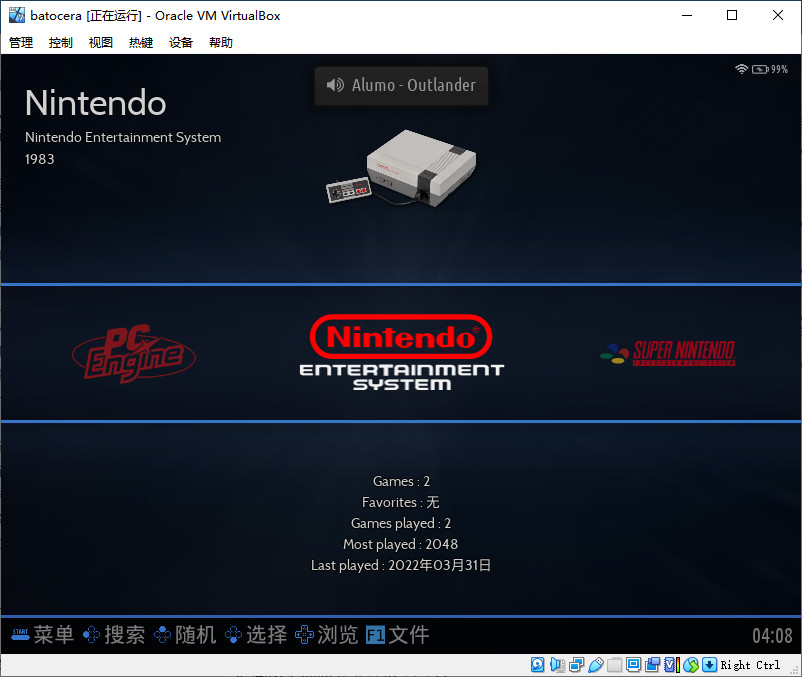 batocera [正在运行] - Oracle VM VirtualBox
管理 控制 视图 热键 设备 帮助
99%
Alumo - Outlander
Nintendo
Nintendo Entertainment System
1983
PC Engine
Nintendo®
ENTERTAINMENT
SYSTEM
SUPER NINTENDO
Games : 2
Favorites : 无
Games played : 2
Most played : 2048
Last played : 2022年03月31日
START 菜单 搜索 随机 选择 浏览 F1 文件
04:08
Right Ctrl